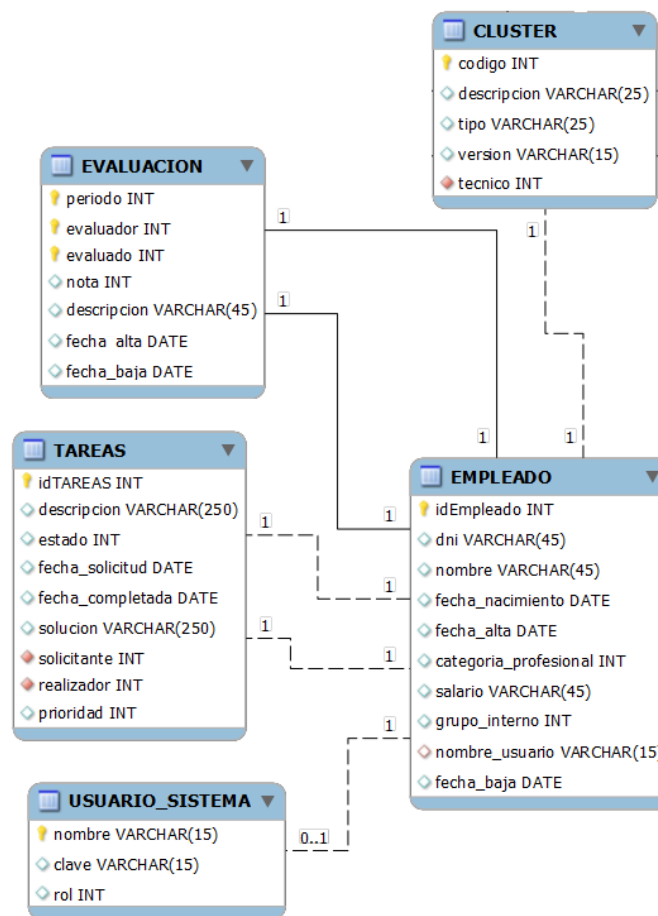 CLUSTER
codigo INT
descripcion VARCHAR(25)
tipo VARCHAR(25)
version VARCHAR(15)
tecnico INT
1
EVALUACION
periodo INT
evaluador INT
evaluado INT
nota INT
descripcion VARCHAR(45)
fecha_alta DATE
fecha_baja DATE
1
1
1
1
1
TAREAS
idTAREAS INT
descripcion VARCHAR(250)
estado INT
fecha_solicitud DATE
fecha_completada DATE
solucion VARCHAR(250)
solicitante INT
realizador INT
prioridad INT
1
1
1
1
EMPLEADO
idEmpleado INT
dni VARCHAR(45)
nombre VARCHAR(45)
fecha_nacimiento DATE
fecha_alta DATE
categoria_profesional INT
salario VARCHAR(45)
grupo_interno INT
nombre_usuario VARCHAR(15)
fecha_baja DATE
1
0..1
USUARIO_SISTEMA
nombre VARCHAR(15)
clave VARCHAR(15)
rol INT